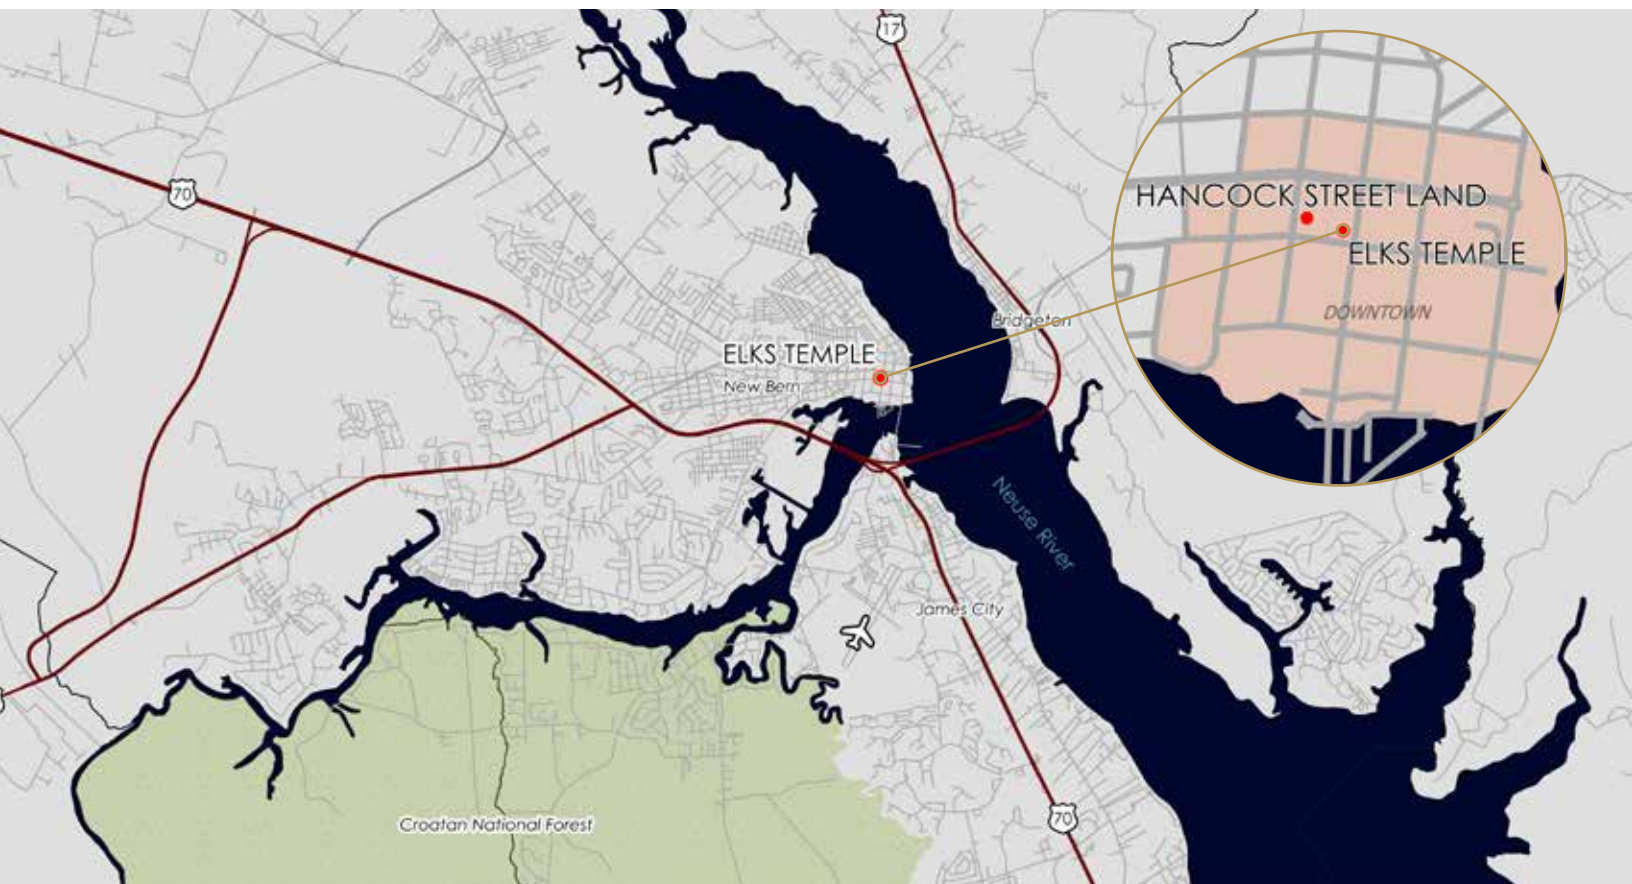 17
70
HANCOCK STREET LAND
ELKS TEMPLE
DOWNTOWN
Bridgeton
ELKS TEMPLE
New Bern
Neuse River
James City
70
Croatan National Forest